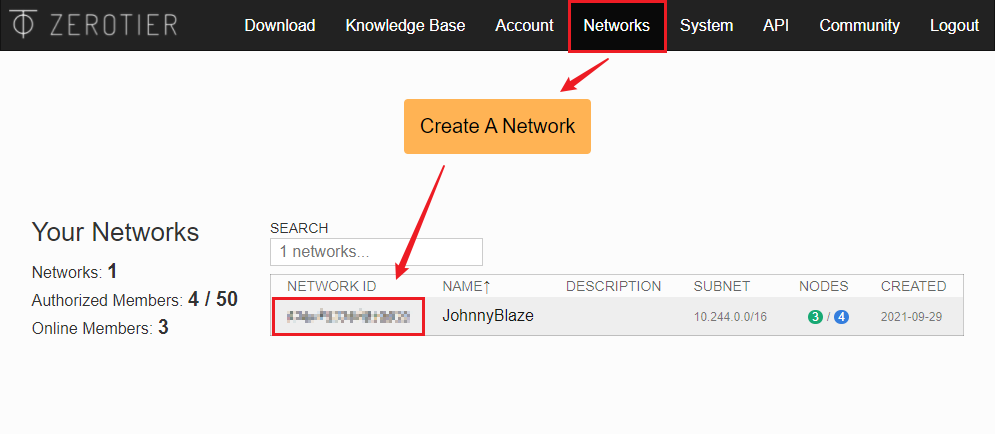 ZEROTIER Download Knowledge Base Account Networks System API Community Logout
Create A Network
Your Networks
Networks: 1
Authorized Members: 4 / 50
Online Members: 3
SEARCH
1 networks...
NETWORK ID NAME↑ DESCRIPTION SUBNET NODES CREATED
JohnnyBlaze 10.244.0.0/16 3 / 4 2021-09-29